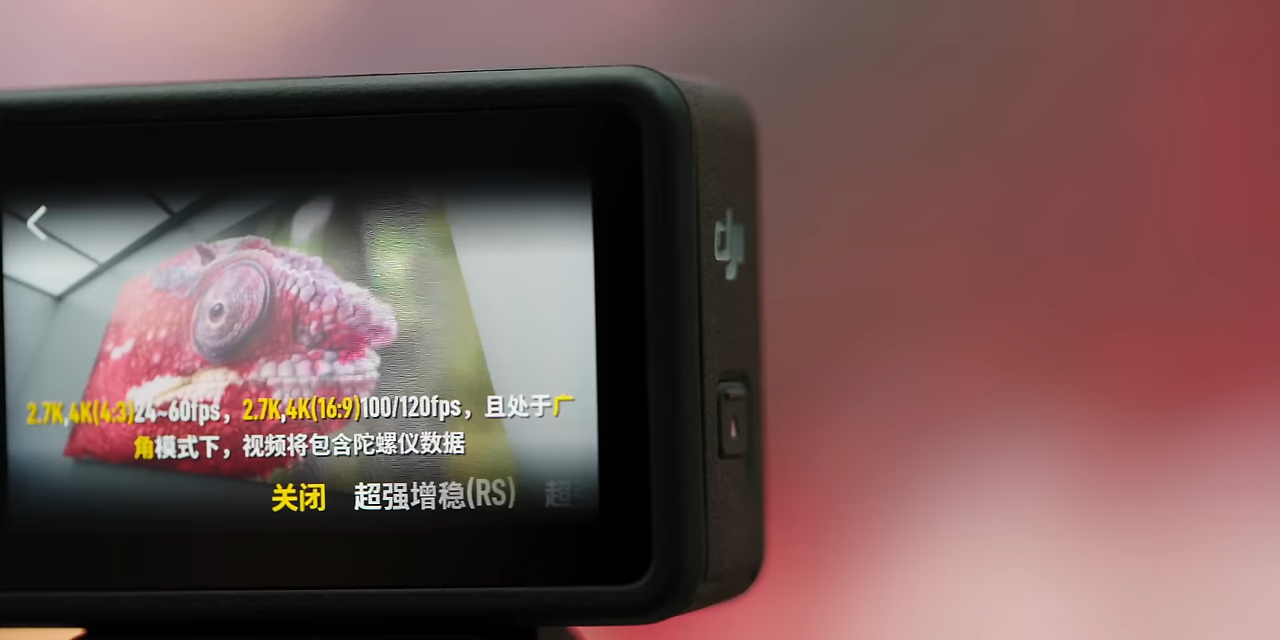 2.7K,4K(4:3)24~60fps，2.7K,4K(16:9)100/120fps，且处于广
角模式下，视频将包含陀螺仪数据
关闭 超强增稳(RS) 超